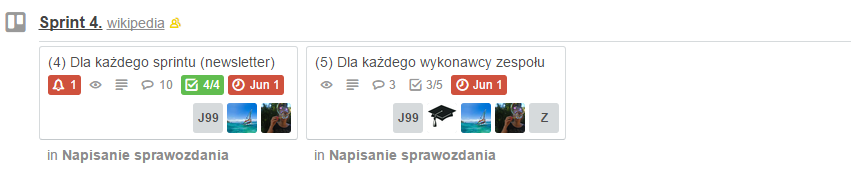 Sprint 4. wikipedia
(4) Dla każdego sprintu (newsletter)
1 10 4/4 Jun 1
J99
in Napisanie sprawozdania
(5) Dla każdego wykonawcy zespołu
3 3/5 Jun 1
J99 Z
in Napisanie sprawozdania